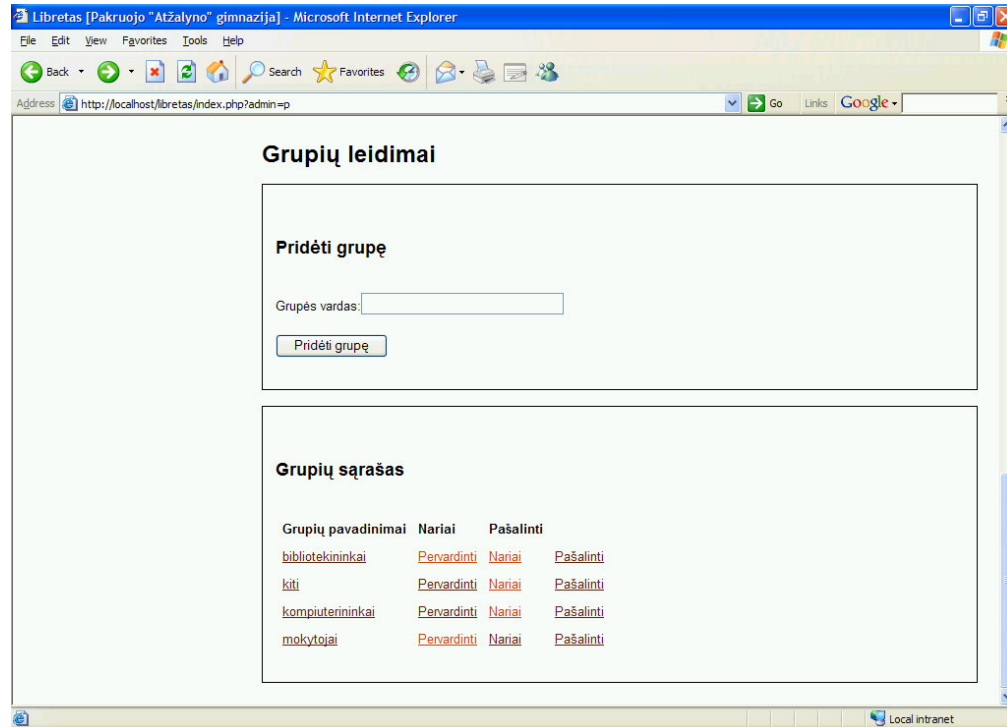 Libretas [Pakruojo "Atžalyno" gimnazija] - Microsoft Internet Explorer
File Edit View Favorites Tools Help
Back Search Favorites
Address http://localhost/libretas/index.php?admin=p Go Links Google
Grupių leidimai
Pridėti grupę
Grupės vardas:
Pridėti grupę
Grupių sąrašas
Grupių pavadinimai Nariai Pašalinti
bibliotekininkai Pervardinti Nariai Pašalinti
kiti Pervardinti Nariai Pašalinti
kompiuterininkai Pervardinti Nariai Pašalinti
mokytojai Pervardinti Nariai Pašalinti
Local intranet